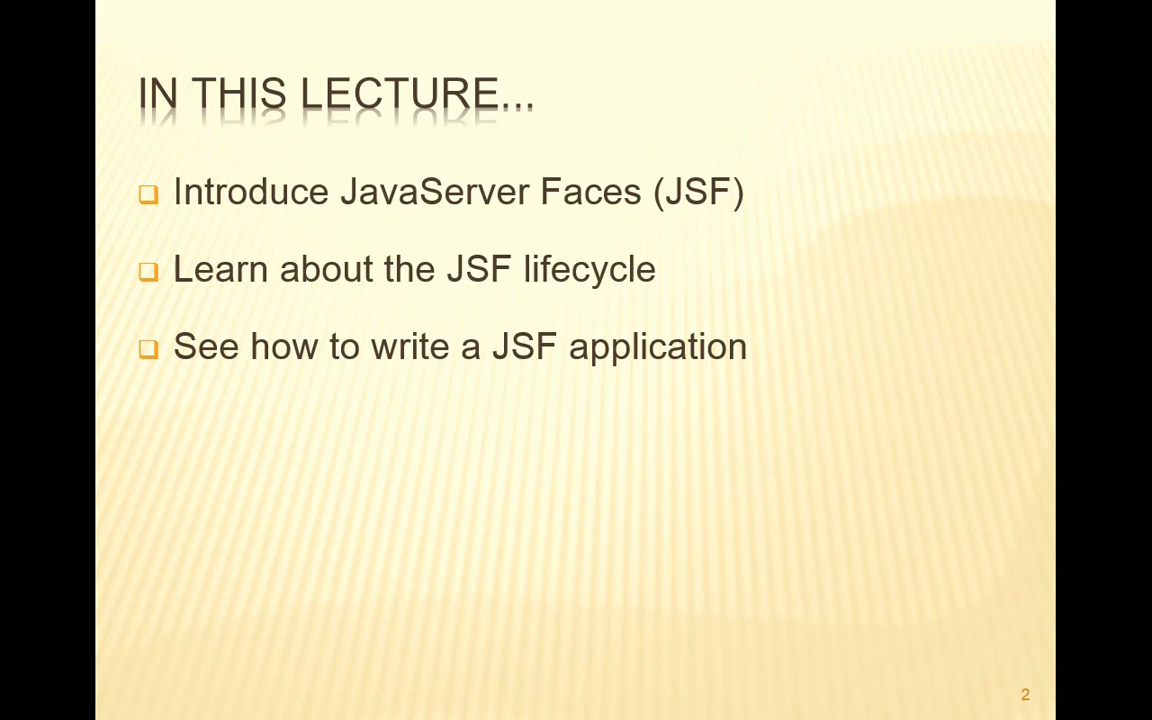 IN THIS LECTURE...
Introduce JavaServer Faces (JSF)
Learn about the JSF lifecycle
See how to write a JSF application
2